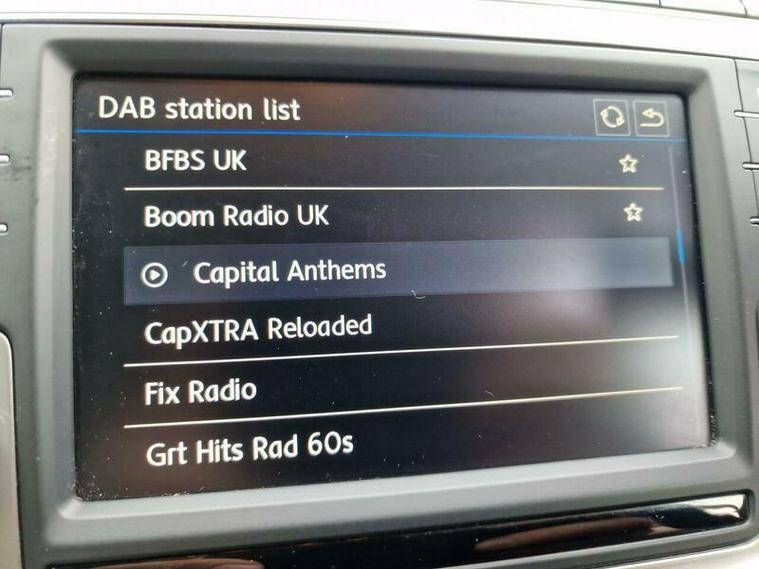 DAB station list
BFBS UK
Boom Radio UK
Capital Anthems
CapXTRA Reloaded
Fix Radio
Grt Hits Rad 60s